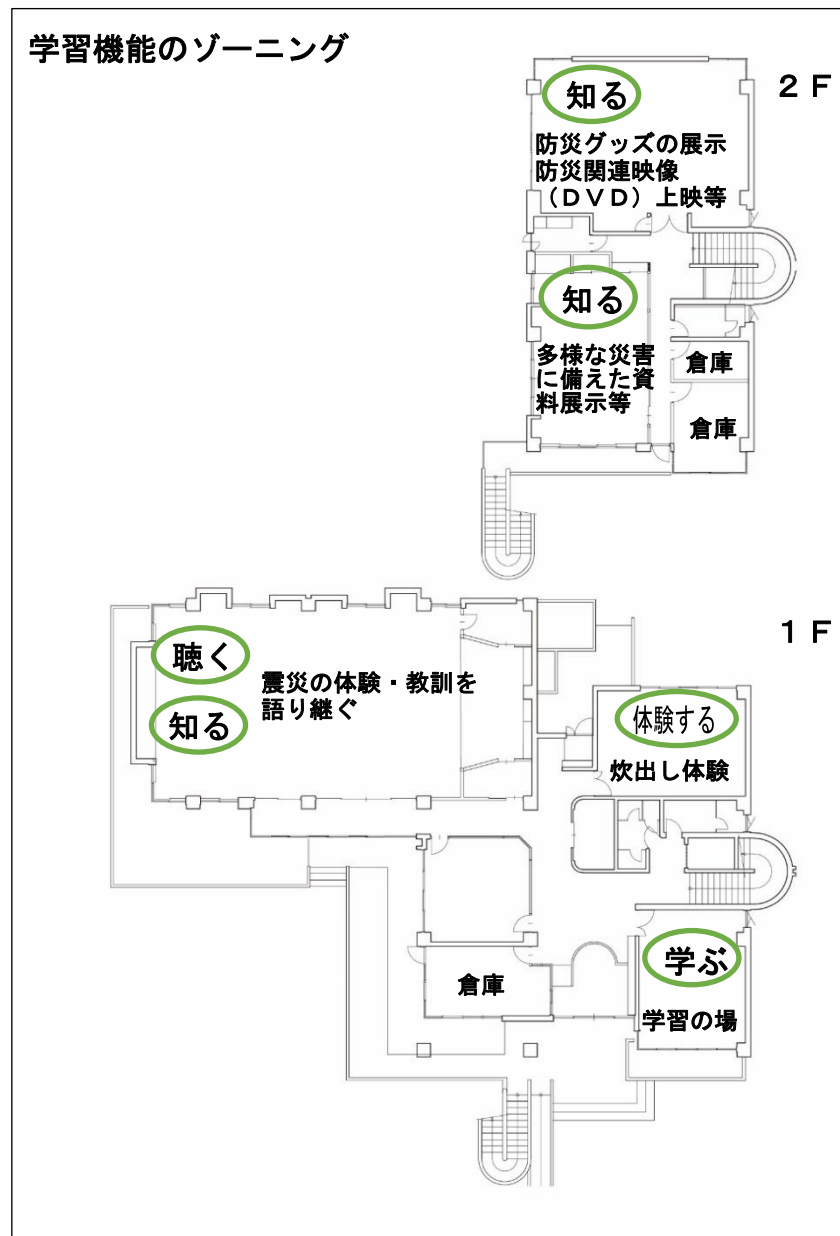 学習機能のゾーニング
２Ｆ
知る
防災グッズの展示
防災関連映像
（ＤＶＤ）上映等
知る
多様な災害
に備えた資
料展示等
倉庫
倉庫
１Ｆ
聴く
知る
震災の体験・教訓を
語り継ぐ
体験する
炊出し体験
倉庫
学ぶ
学習の場